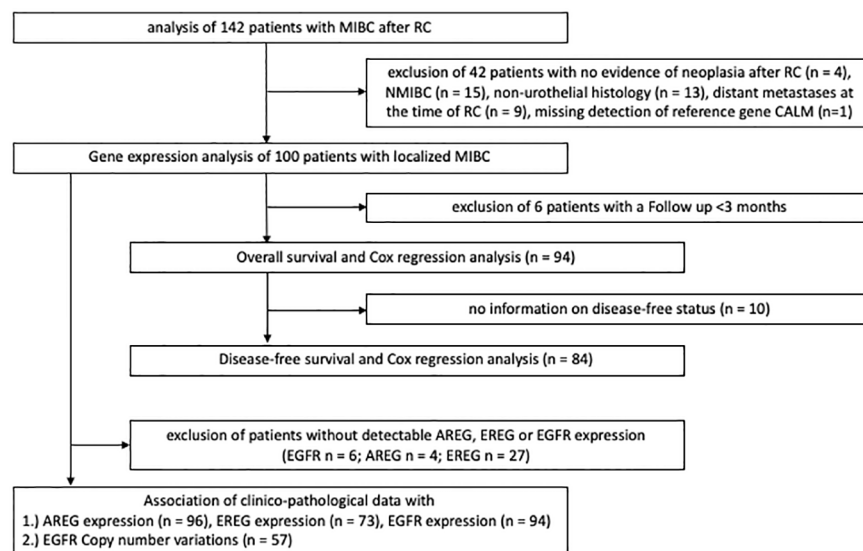 analysis of 142 patients with MIBC after RC
exclusion of 42 patients with no evidence of neoplasia after RC (n = 4),
NMIBC (n = 15), non-urothelial histology (n = 13), distant metastases at
the time of RC (n = 9), missing detection of reference gene CALM (n=1)
Gene expression analysis of 100 patients with localized MIBC
exclusion of 6 patients with a Follow up <3 months
Overall survival and Cox regression analysis (n = 94)
no information on disease-free status (n = 10)
Disease-free survival and Cox regression analysis (n = 84)
exclusion of patients without detectable AREG, EREG or EGFR expression
(EGFR n = 6; AREG n = 4; EREG n = 27)
Association of clinico-pathological data with
1.) AREG expression (n = 96), EREG expression (n = 73), EGFR expression (n = 94)
2.) EGFR Copy number variations (n = 57)